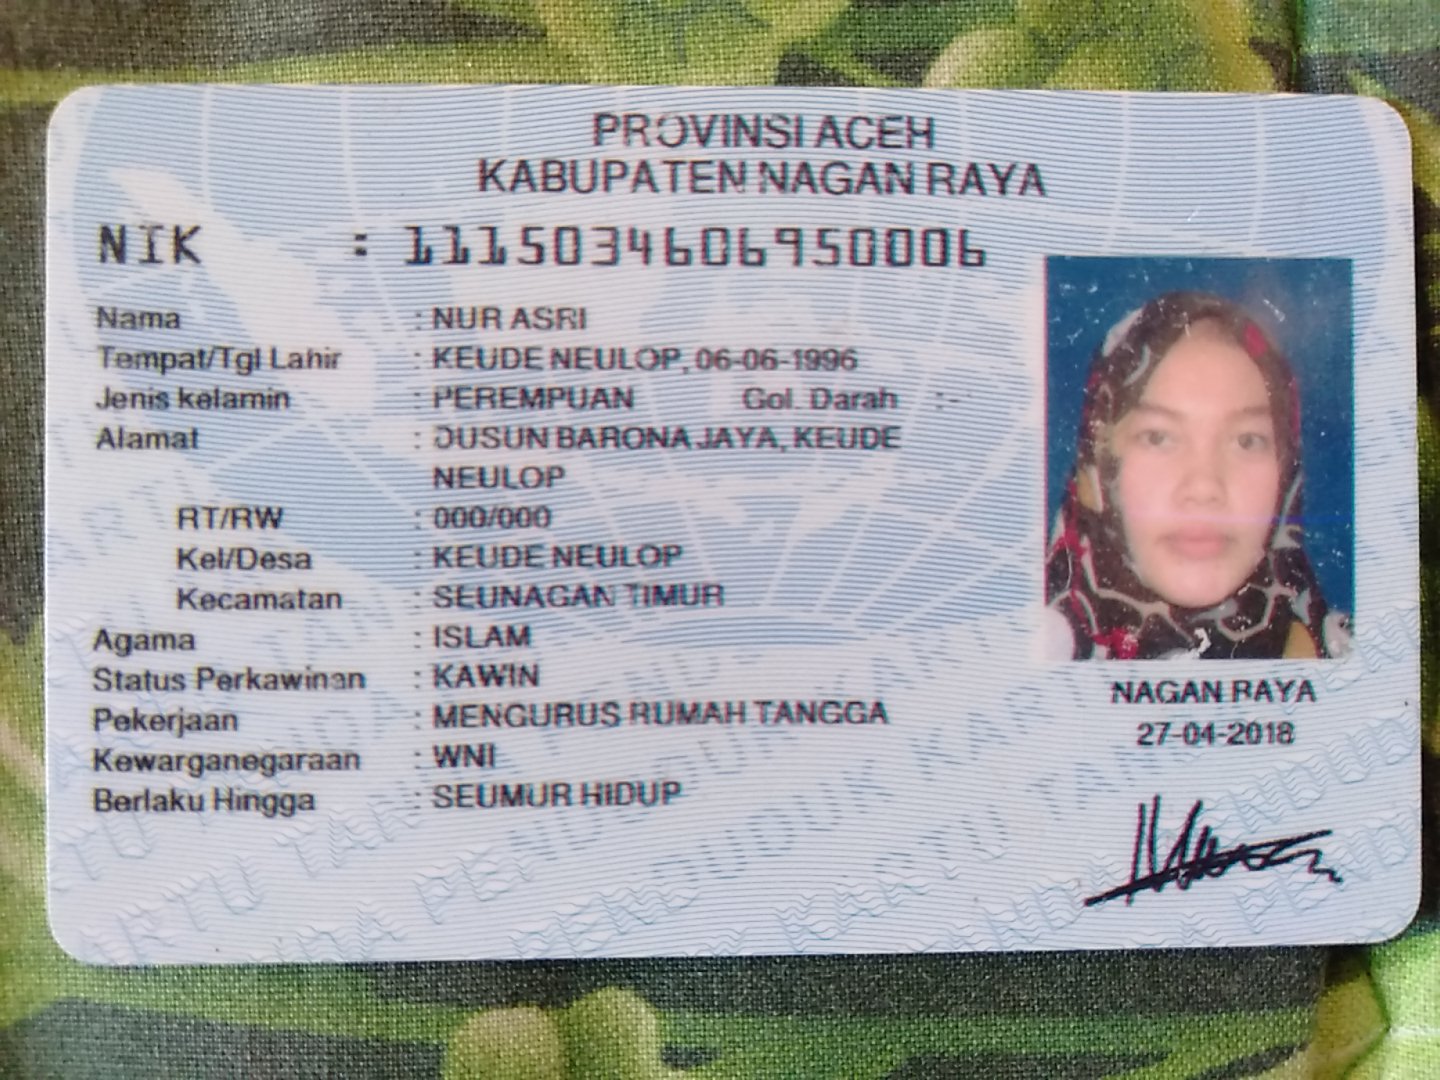 PROVINSI ACEH
KABUPATEN NAGAN RAYA
NIK : 1115034606950006
Nama : NUR ASRI
Tempat/Tgl Lahir : KEUDE NEULOP, 06-06-1996
Jenis kelamin : PEREMPUAN Gol. Darah :-
Alamat : DUSUN BARONA JAYA, KEUDE
NEULOP
RT/RW : 000/000
Kel/Desa : KEUDE NEULOP
Kecamatan : SEUNAGAN TIMUR
Agama : ISLAM
Status Perkawinan : KAWIN
Pekerjaan : MENGURUS RUMAH TANGGA
Kewarganegaraan : WNI
Berlaku Hingga : SEUMUR HIDUP
NAGAN RAYA
27-04-2018